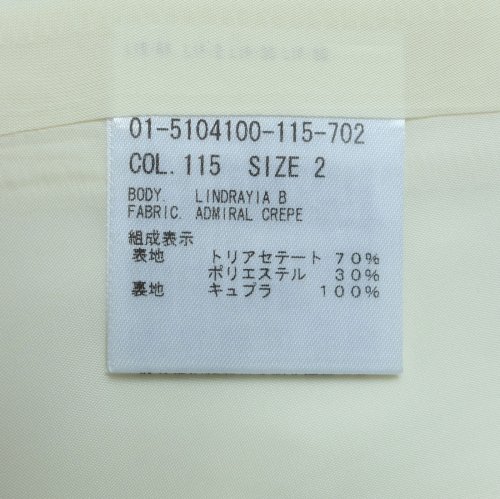 01-5104100-115-702
COL.115 SIZE 2
BODY. LINDRAYIA B
FABRIC. ADMIRAL CREPE
組成表示
表地 トリアセテート 70%
ポリエステル 30%
裏地 キュプラ 100%